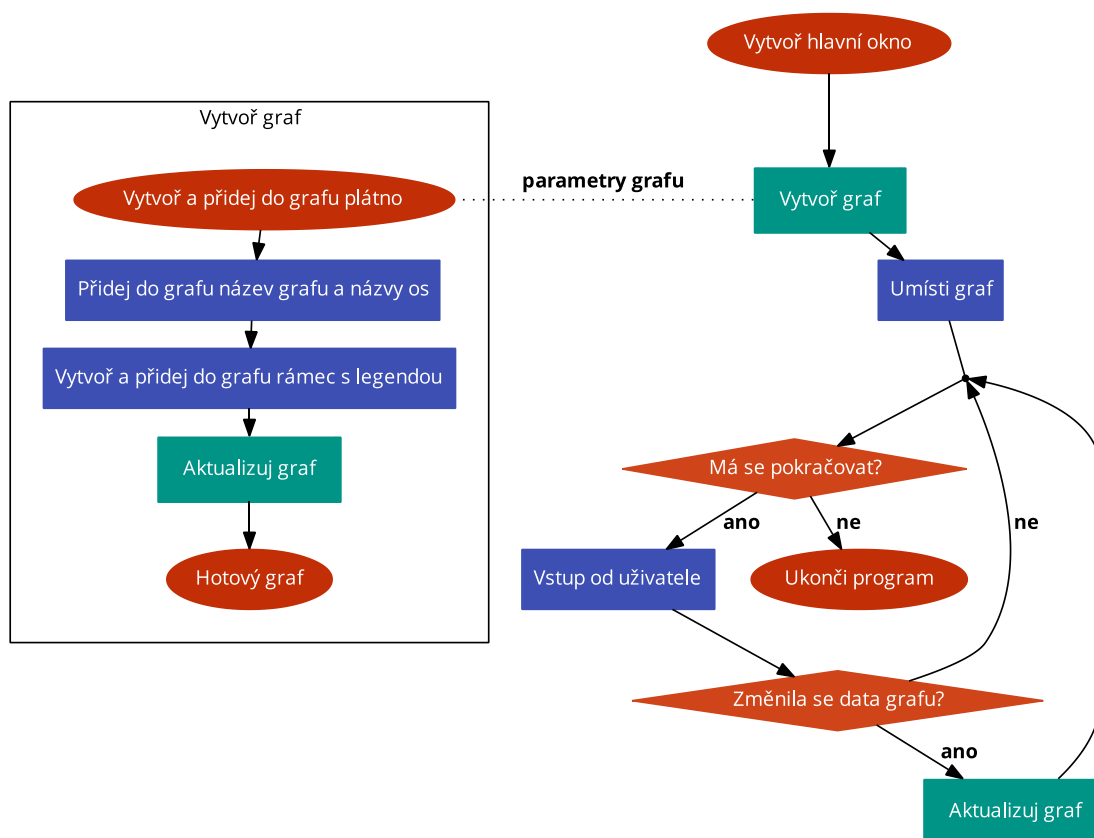 Vytvoř hlavní okno
Vytvoř graf
Vytvoř a přidej do grafu plátno
parametry grafu
Vytvoř graf
Přidej do grafu název grafu a názvy os
Umísti graf
Vytvoř a přidej do grafu rámec s legendou
Aktualizuj graf
Má se pokračovat?
ano
ne
ne
Hotový graf
Vstup od uživatele
Ukonči program
Změnila se data grafu?
ano
Aktualizuj graf